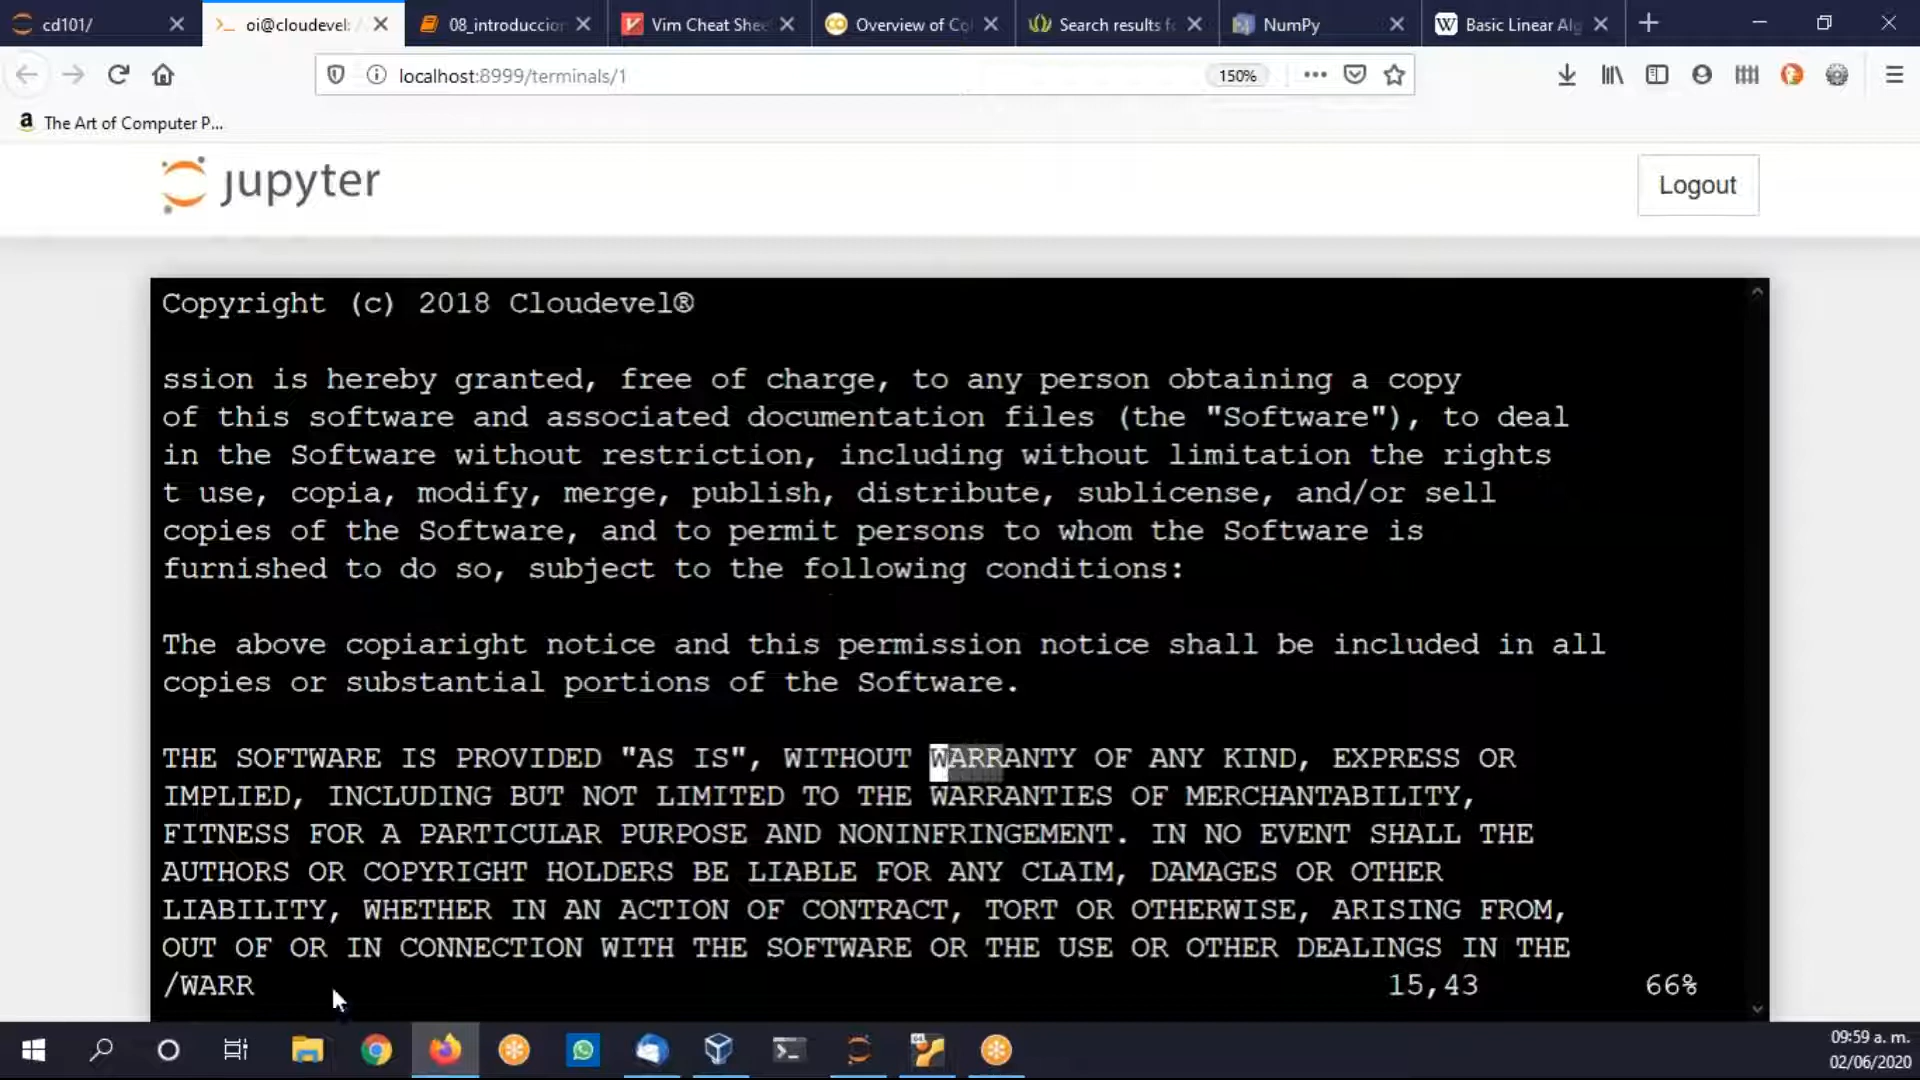 cd101/
oi@cloudevel:
08_introduccion
Vim Cheat Shee
Overview of Co
Search results fo
NumPy
W Basic Linear Alg
localhost:8999/terminals/1
150%
a The Art of Computer P...
jupyter
Logout
Copyright (c) 2018 Cloudevel®
ssion is hereby granted, free of charge, to any person obtaining a copy
of this software and associated documentation files (the "Software"), to deal
in the Software without restriction, including without limitation the rights
t use, copia, modify, merge, publish, distribute, sublicense, and/or sell
copies of the Software, and to permit persons to whom the Software is
furnished to do so, subject to the following conditions:
The above copiaright notice and this permission notice shall be included in all
copies or substantial portions of the Software.
THE SOFTWARE IS PROVIDED "AS IS", WITHOUT WARRANTY OF ANY KIND, EXPRESS OR
IMPLIED, INCLUDING BUT NOT LIMITED TO THE WARRANTIES OF MERCHANTABILITY,
FITNESS FOR A PARTICULAR PURPOSE AND NONINFRINGEMENT. IN NO EVENT SHALL THE
AUTHORS OR COPYRIGHT HOLDERS BE LIABLE FOR ANY CLAIM, DAMAGES OR OTHER
LIABILITY, WHETHER IN AN ACTION OF CONTRACT, TORT OR OTHERWISE, ARISING FROM,
OUT OF OR IN CONNECTION WITH THE SOFTWARE OR THE USE OR OTHER DEALINGS IN THE
/WARR 15,43 66%
09:59 a. m.
02/06/2020